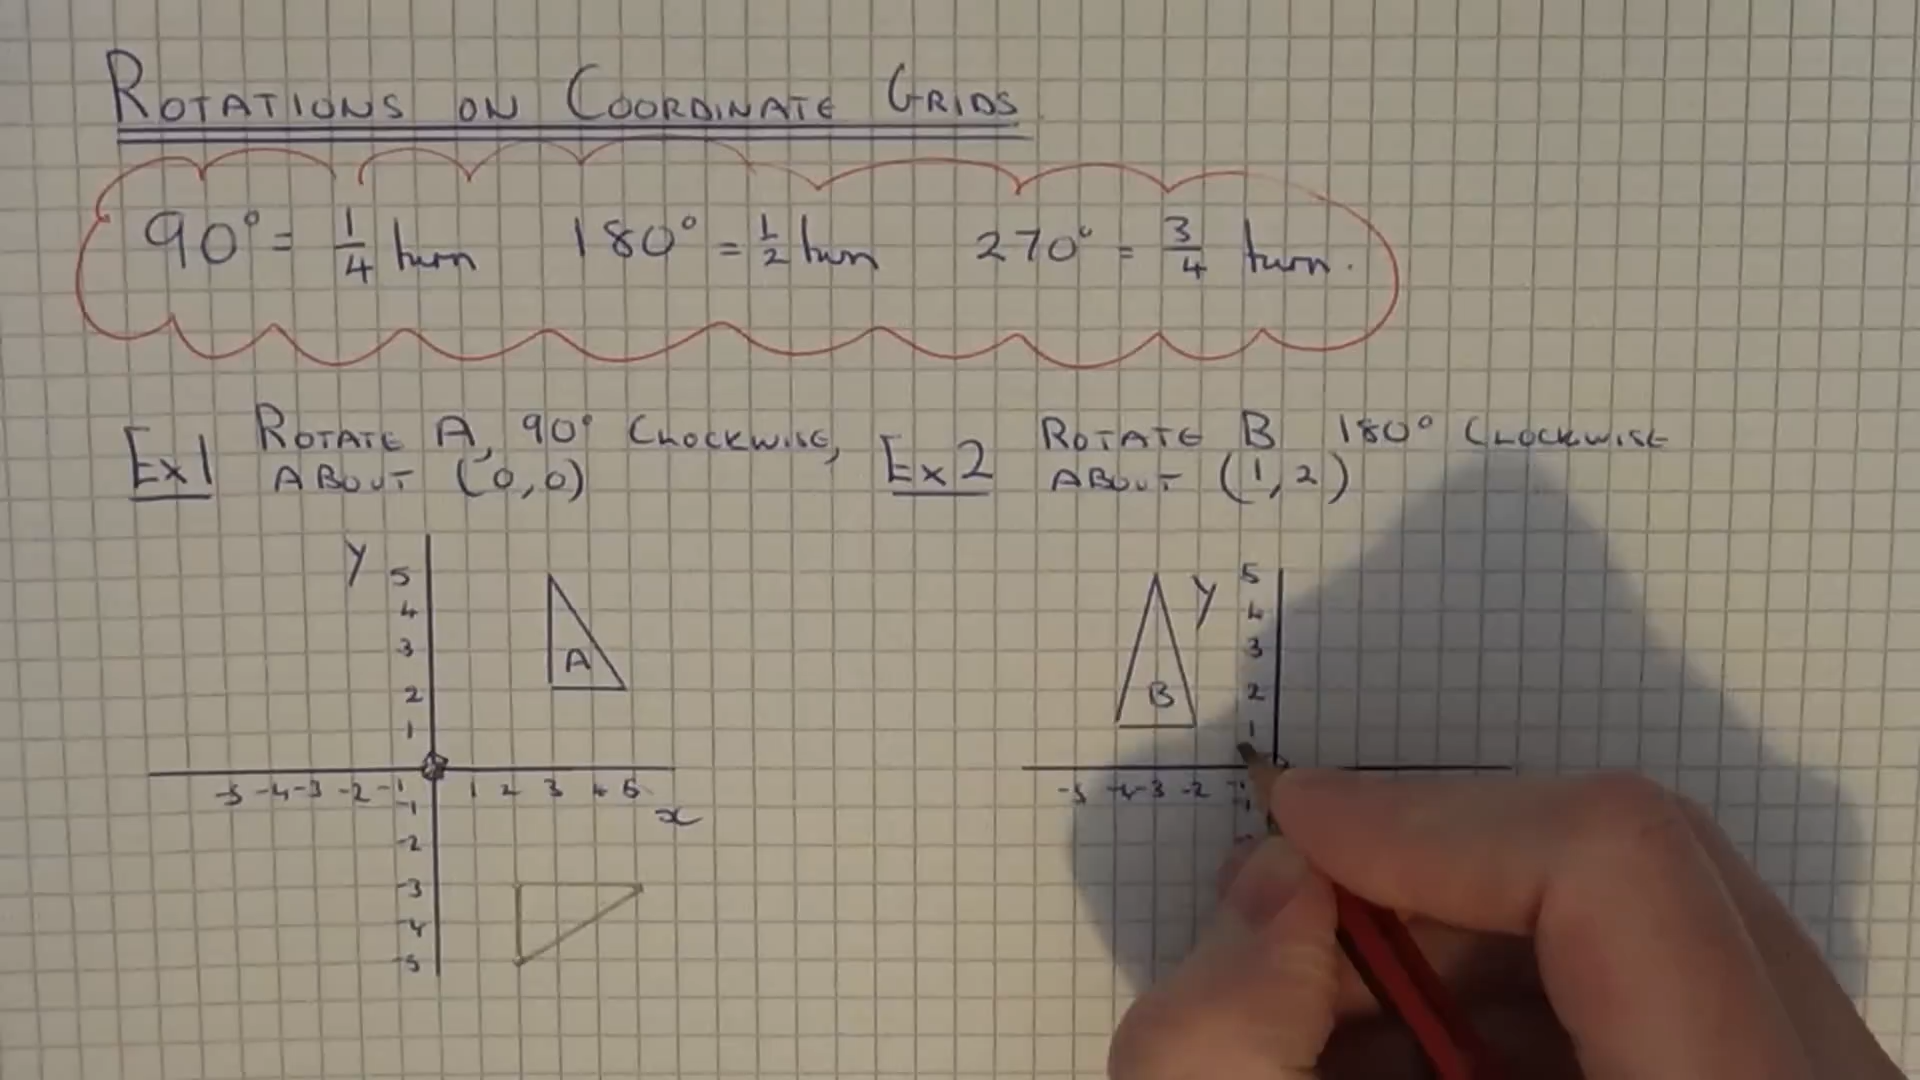 ROTATIONS ON COORDINATE GRIDS
90° = 1/4 turn 180° = 1/2 turn 270° = 3/4 turn.
Ex1 ROTATE A, 90° CLOCKWISE,
ABOUT (0,0)
Ex2 ROTATE B 180° CLOCKWISE
ABOUT (1,2)
y
5
4
3
2
1
A
-5 -4 -3 -2 -1 1 2 3 4 5
x
-1
-2
-3
-4
-5
y
5
4
3
2
1
B
-5 -4 -3 -2 -1
-1